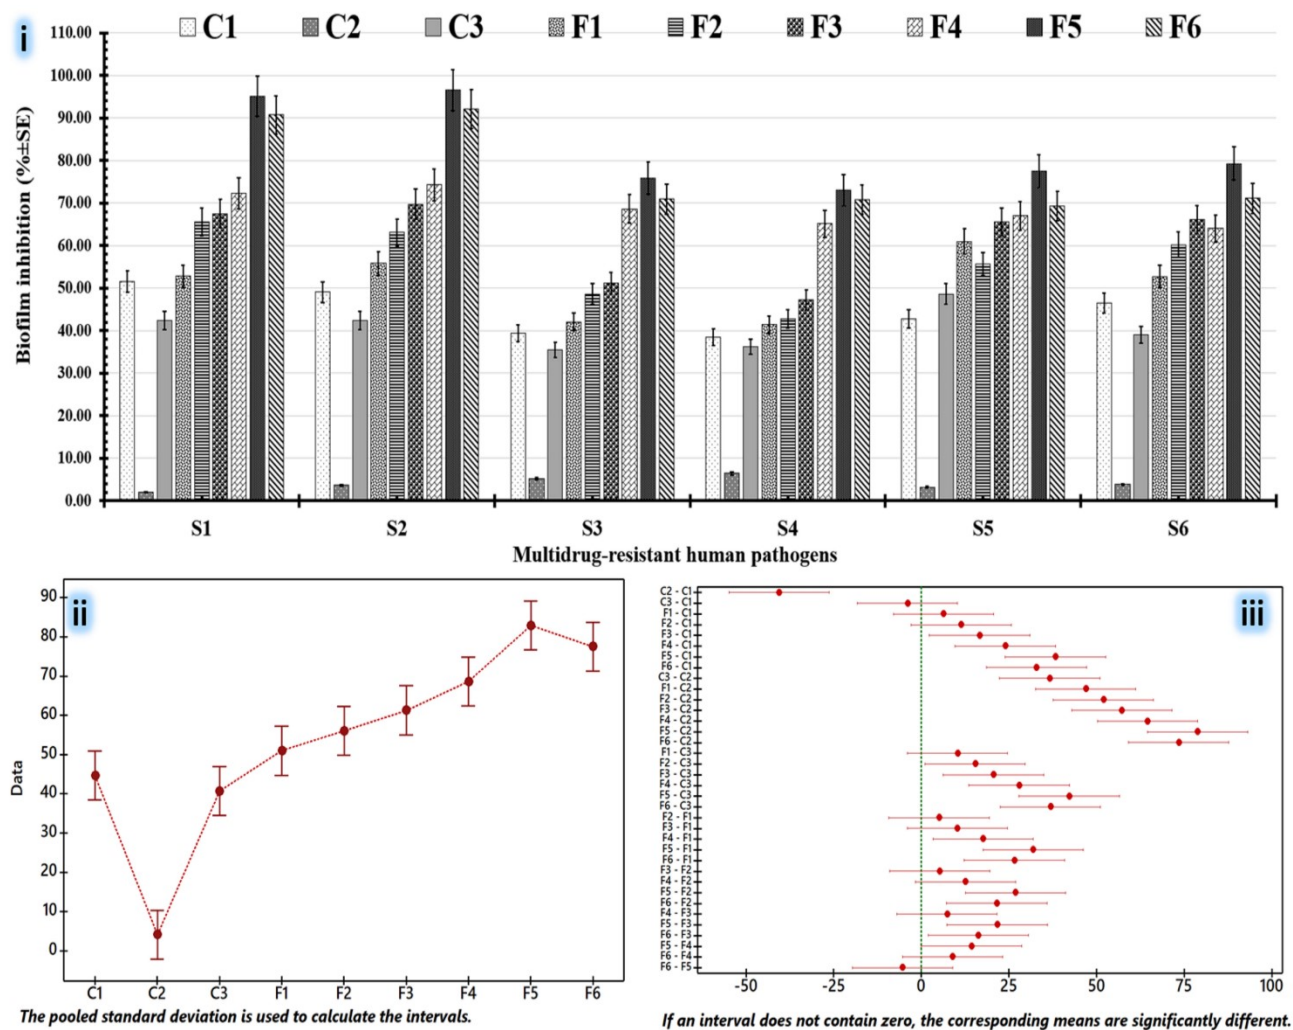 i
C1 C2 C3 F1 F2 F3 F4 F5 F6
Biofilm inhibition (%±SE)
110.00
100.00
90.00
80.00
70.00
60.00
50.00
40.00
30.00
20.00
10.00
0.00
S1 S2 S3 S4 S5 S6
Multidrug-resistant human pathogens
ii
Data
90
80
70
60
50
40
30
20
10
0
C1 C2 C3 F1 F2 F3 F4 F5 F6
The pooled standard deviation is used to calculate the intervals.
iii
C2 - C1
C3 - C1
F1 - C1
F2 - C1
F3 - C1
F4 - C1
F5 - C1
F6 - C1
C3 - C2
F1 - C2
F2 - C2
F3 - C2
F4 - C2
F5 - C2
F6 - C2
F1 - C3
F2 - C3
F3 - C3
F4 - C3
F5 - C3
F6 - C3
F2 - F1
F3 - F1
F4 - F1
F5 - F1
F6 - F1
F3 - F2
F4 - F2
F5 - F2
F6 - F2
F4 - F3
F5 - F3
F6 - F3
F5 - F4
F6 - F4
F6 - F5
-50 -25 0 25 50 75 100
If an interval does not contain zero, the corresponding means are significantly different.